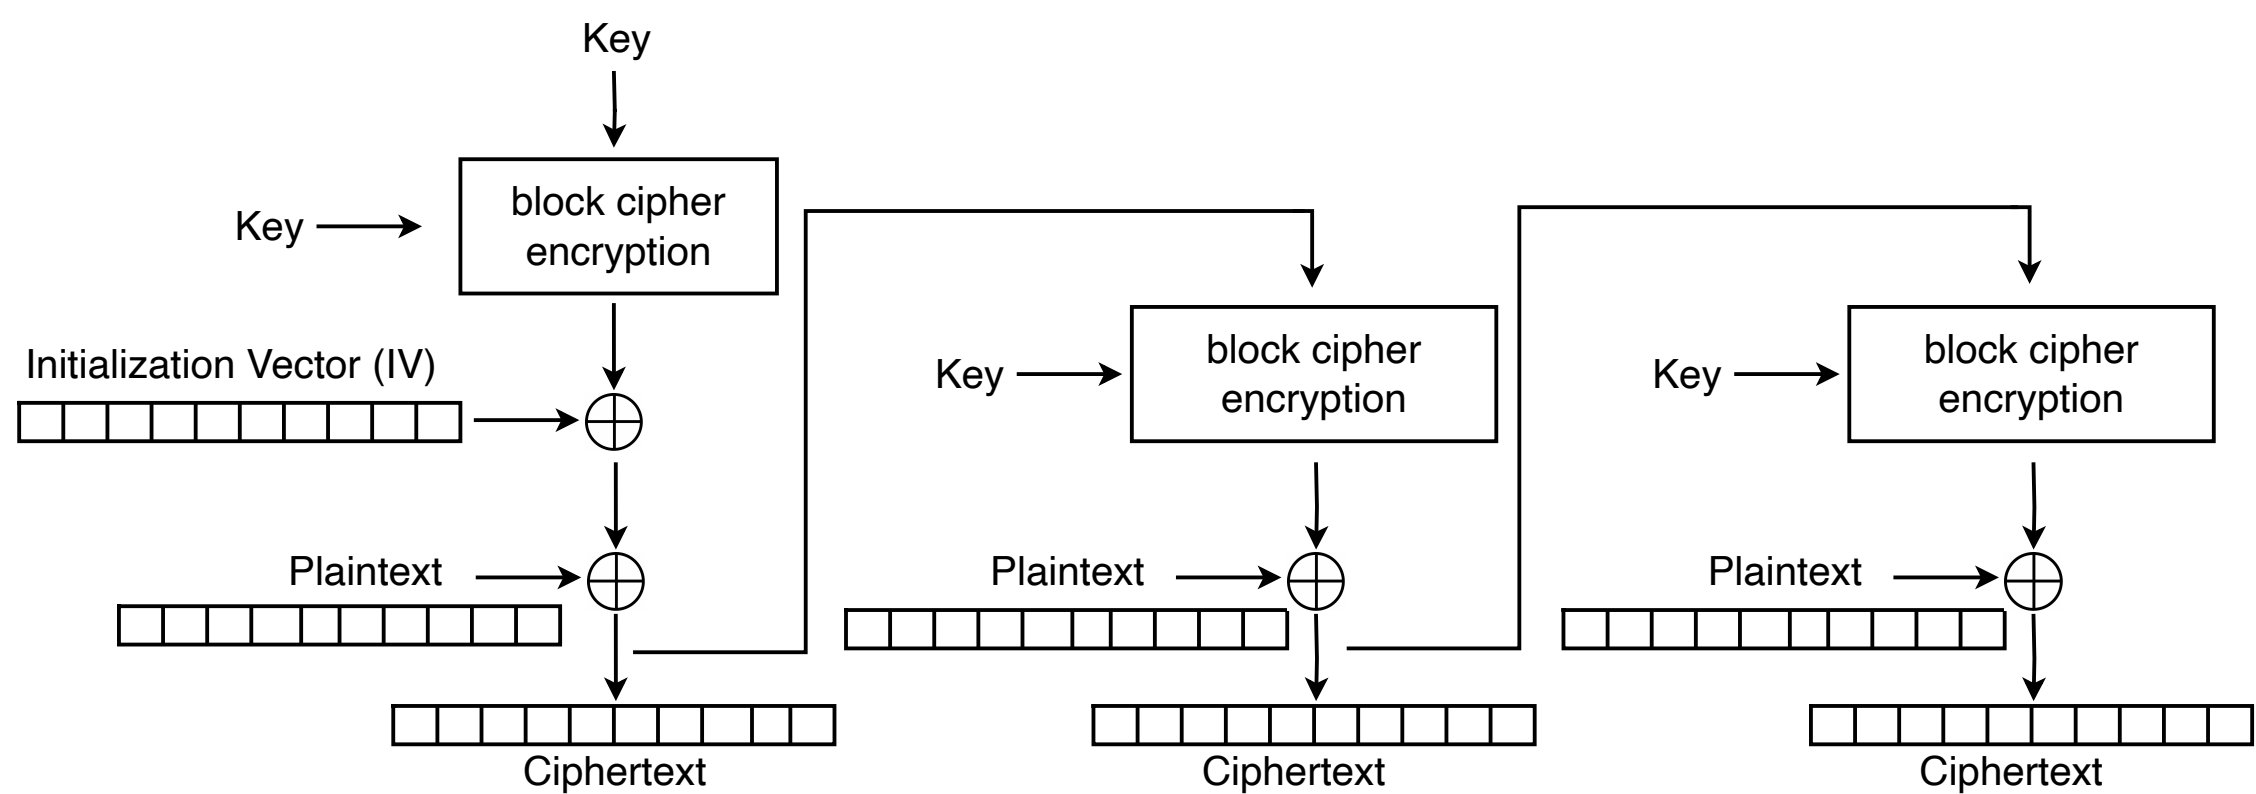 Key
block cipher
encryption
Key
Initialization Vector (IV)
Plaintext
Ciphertext
block cipher
encryption
Key
Plaintext
Ciphertext
block cipher
encryption
Key
Plaintext
Ciphertext